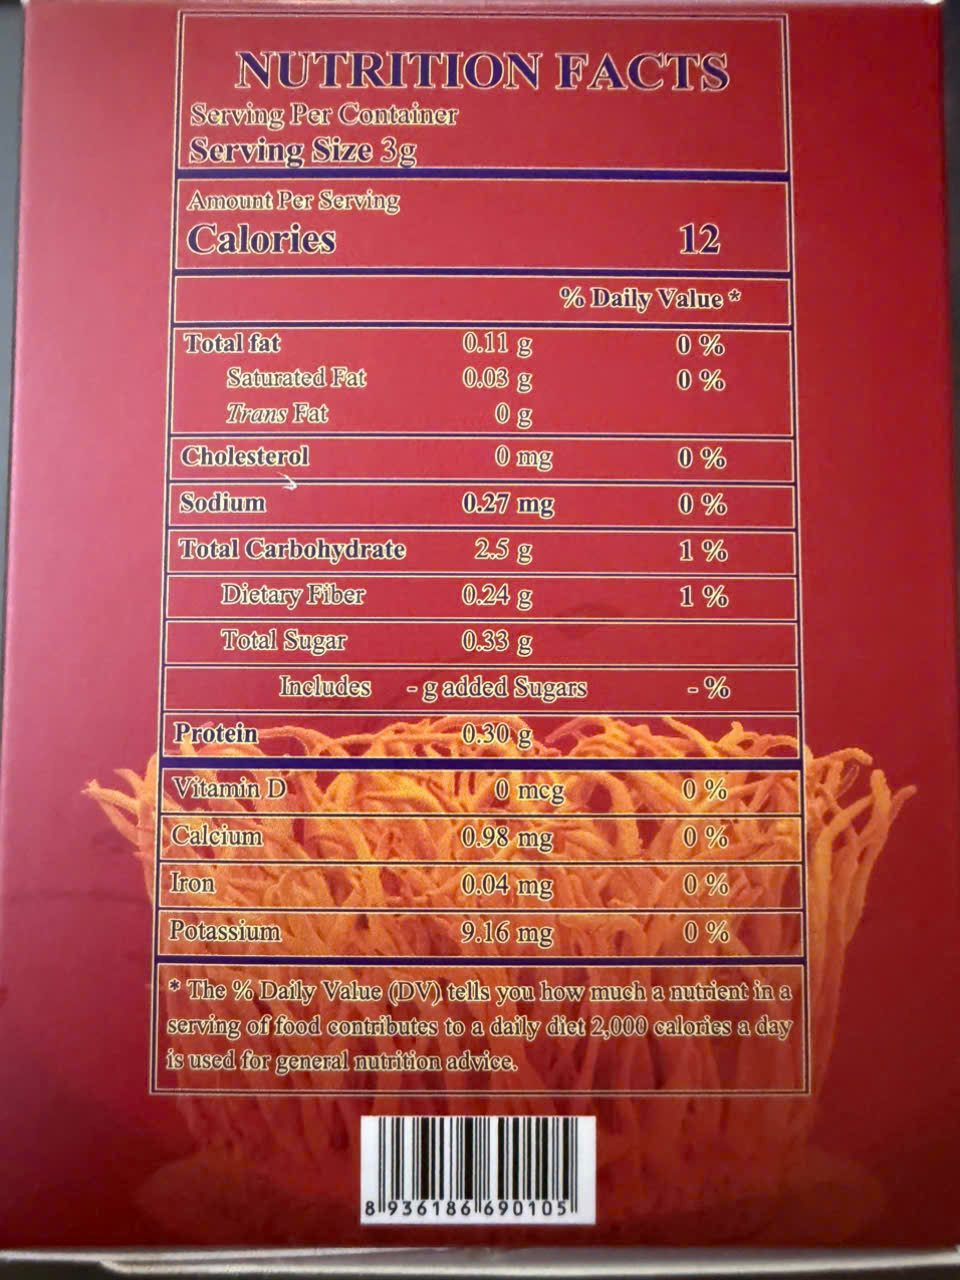 NUTRITION FACTS
Serving Per Container
Serving Size 3g
Amount Per Serving
Calories 12
% Daily Value *
Total fat 0.11 g 0 %
Saturated Fat 0.03 g 0 %
Trans Fat 0 g
Cholesterol 0 mg 0 %
Sodium 0.27 mg 0 %
Total Carbohydrate 2.5 g 1 %
Dietary Fiber 0.24 g 1 %
Total Sugar 0.33 g
Includes - g added Sugars - %
Protein 0.30 g
Vitamin D 0 mcg 0 %
Calcium 0.98 mg 0 %
Iron 0.04 mg 0 %
Potassium 9.16 mg 0 %
* The % Daily Value (DV) tells you how much a nutrient in a
serving of food contributes to a daily diet 2,000 calories a day
is used for general nutrition advice.
8 936186 690105